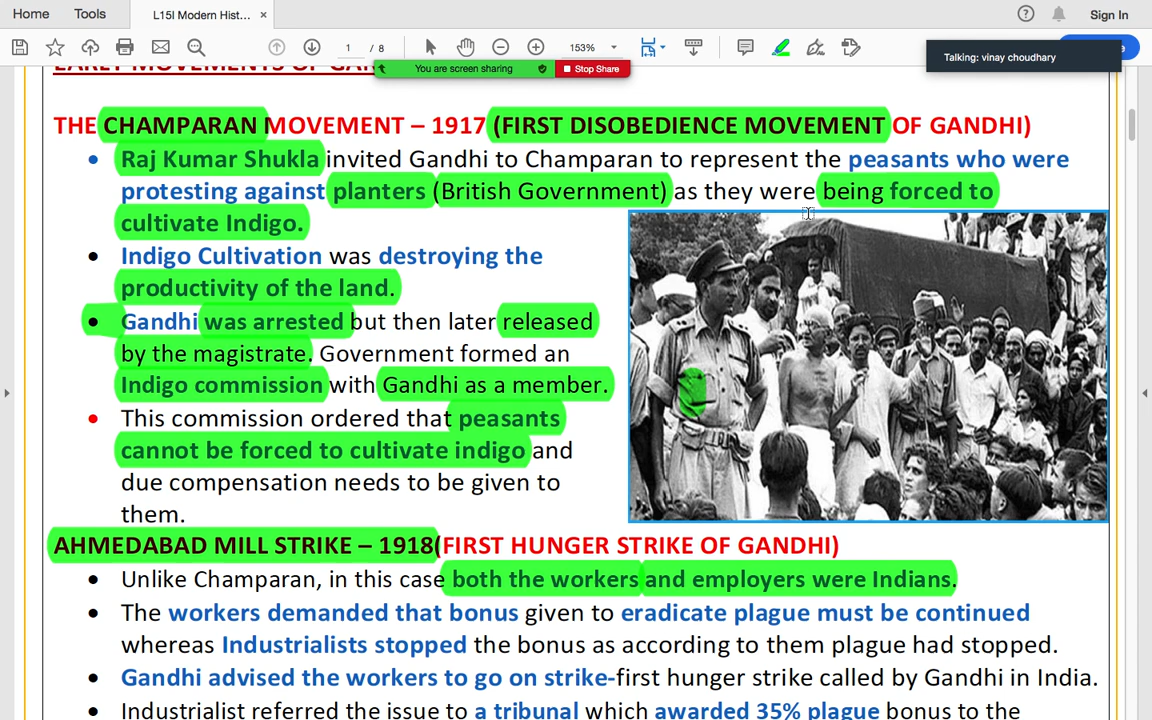 Home Tools L15I Modern Hist... × Sign In
1 / 8 153%
Talking: vinay choudhary
You are screen sharing Stop Share
EARLY MOVEMENTS OF GAN
THE CHAMPARAN MOVEMENT – 1917 (FIRST DISOBEDIENCE MOVEMENT OF GANDHI)
• Raj Kumar Shukla invited Gandhi to Champaran to represent the peasants who were
protesting against planters (British Government) as they were being forced to
cultivate Indigo.
• Indigo Cultivation was destroying the
productivity of the land.
• Gandhi was arrested but then later released
by the magistrate. Government formed an
Indigo commission with Gandhi as a member.
• This commission ordered that peasants
cannot be forced to cultivate indigo and
due compensation needs to be given to
them.
AHMEDABAD MILL STRIKE – 1918(FIRST HUNGER STRIKE OF GANDHI)
• Unlike Champaran, in this case both the workers and employers were Indians.
• The workers demanded that bonus given to eradicate plague must be continued
whereas Industrialists stopped the bonus as according to them plague had stopped.
• Gandhi advised the workers to go on strike-first hunger strike called by Gandhi in India.
• Industrialist referred the issue to a tribunal which awarded 35% plague bonus to the